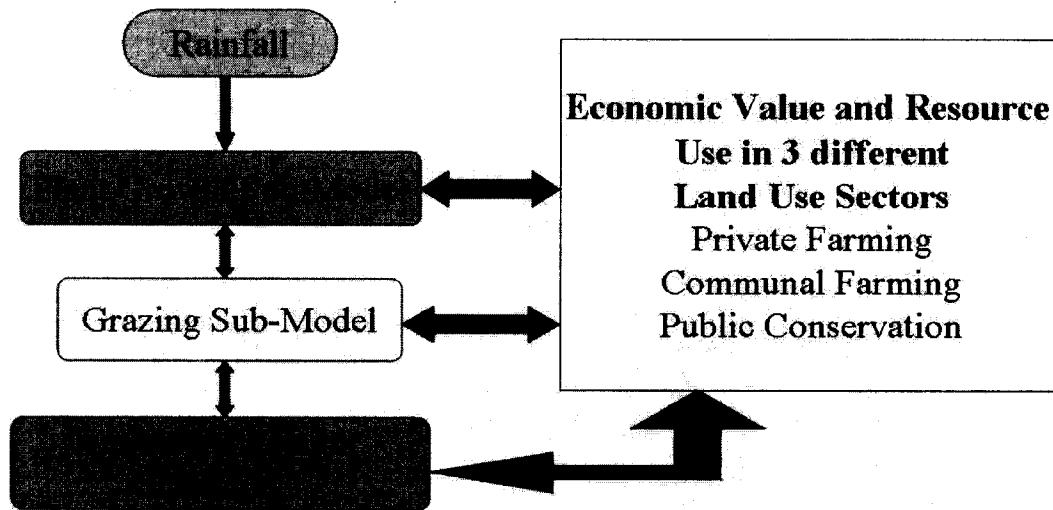 Rainfall
Economic Value and Resource
Use in 3 different
Land Use Sectors
Private Farming
Communal Farming
Public Conservation
Grazing Sub-Model